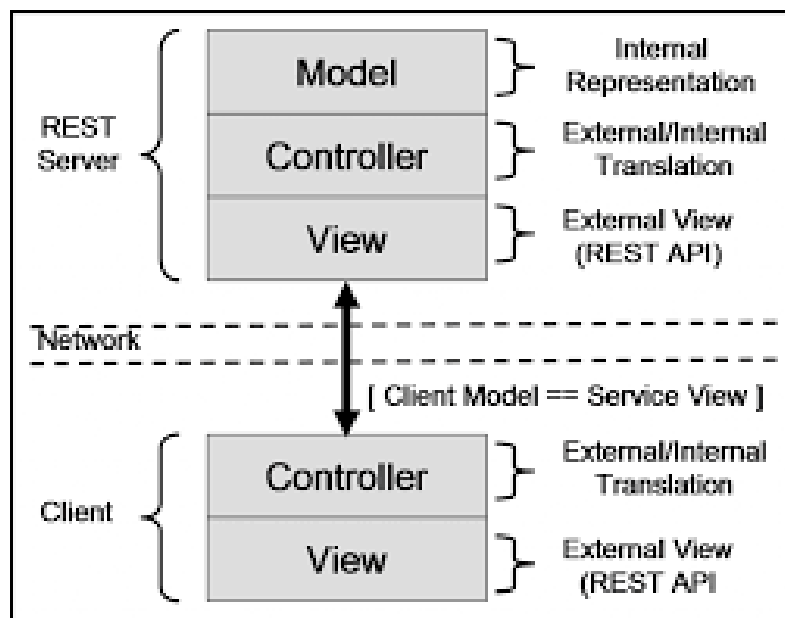 Model
Internal
Representation
REST
Server
Controller
External/Internal
Translation
View
External View
(REST API)
Network
[ Client Model == Service View ]
Controller
External/Internal
Translation
Client
View
External View
(REST API